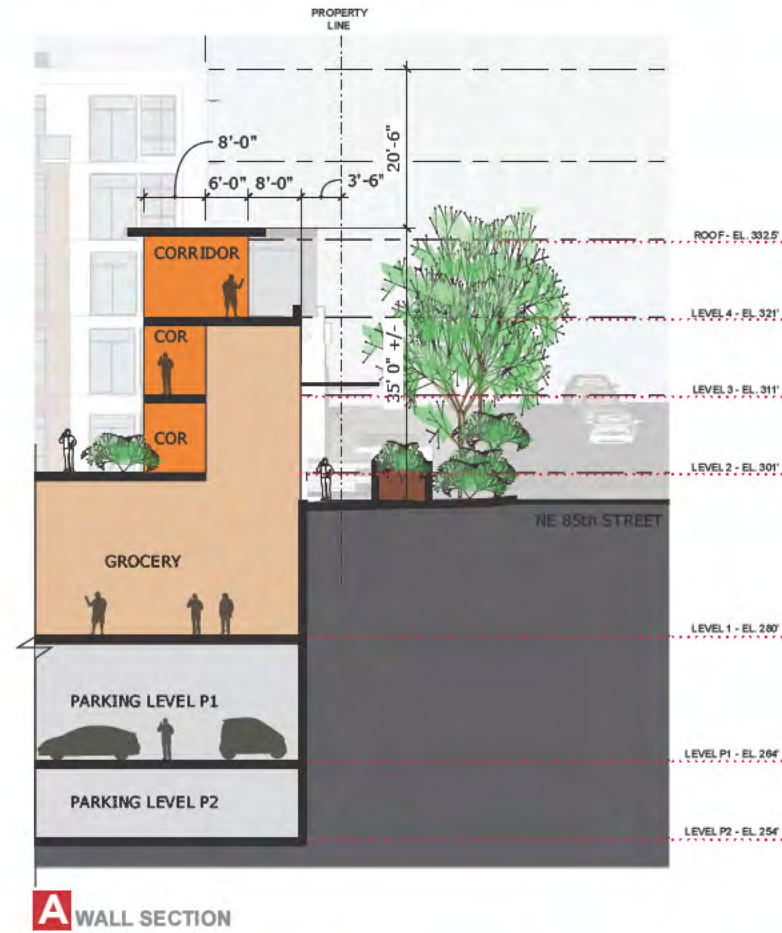 PROPERTY
LINE
8'-0"
20'-6"
6'-0" 8'-0"
3'-6"
CORRIDOR
ROOF - EL. 332.5'
LEVEL 4 - EL. 321'
COR
35' 0" +/-
LEVEL 3 - EL. 311'
COR
LEVEL 2 - EL. 301'
NE 85th STREET
GROCERY
LEVEL 1 - EL. 280'
PARKING LEVEL P1
LEVEL P1 - EL. 264'
PARKING LEVEL P2
LEVEL P2 - EL. 254'
A WALL SECTION